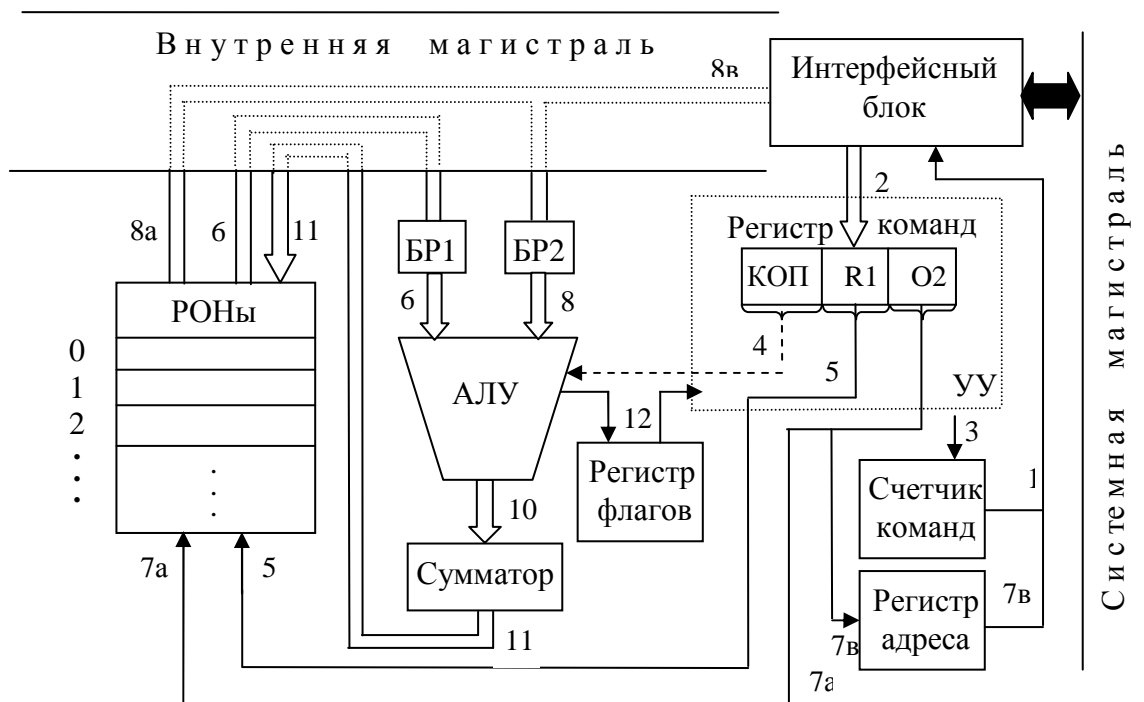 Внутренняя магистраль
8в
Интерфейсный
блок
Системная магистраль
2
8а
6
11
БР1
БР2
Регистр команд
КОП
R1
О2
6
8
РОНы
0
1
2
4
5
УУ
АЛУ
12
3
Регистр
флагов
Счетчик
команд
1
10
7а
5
Сумматор
Регистр
адреса
7в
7в
11
7а